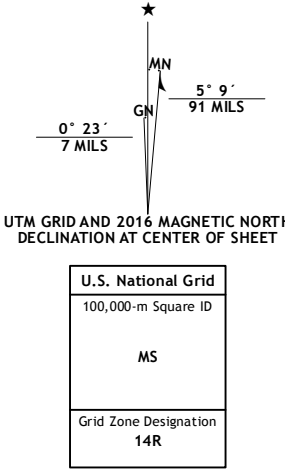 MN
GN
5° 9´
91 MILS
0° 23´
7 MILS
UTM GRID AND 2016 MAGNETIC NORTH
DECLINATION AT CENTER OF SHEET
U.S. National Grid
100,000-m Square ID
MS
Grid Zone Designation
14R